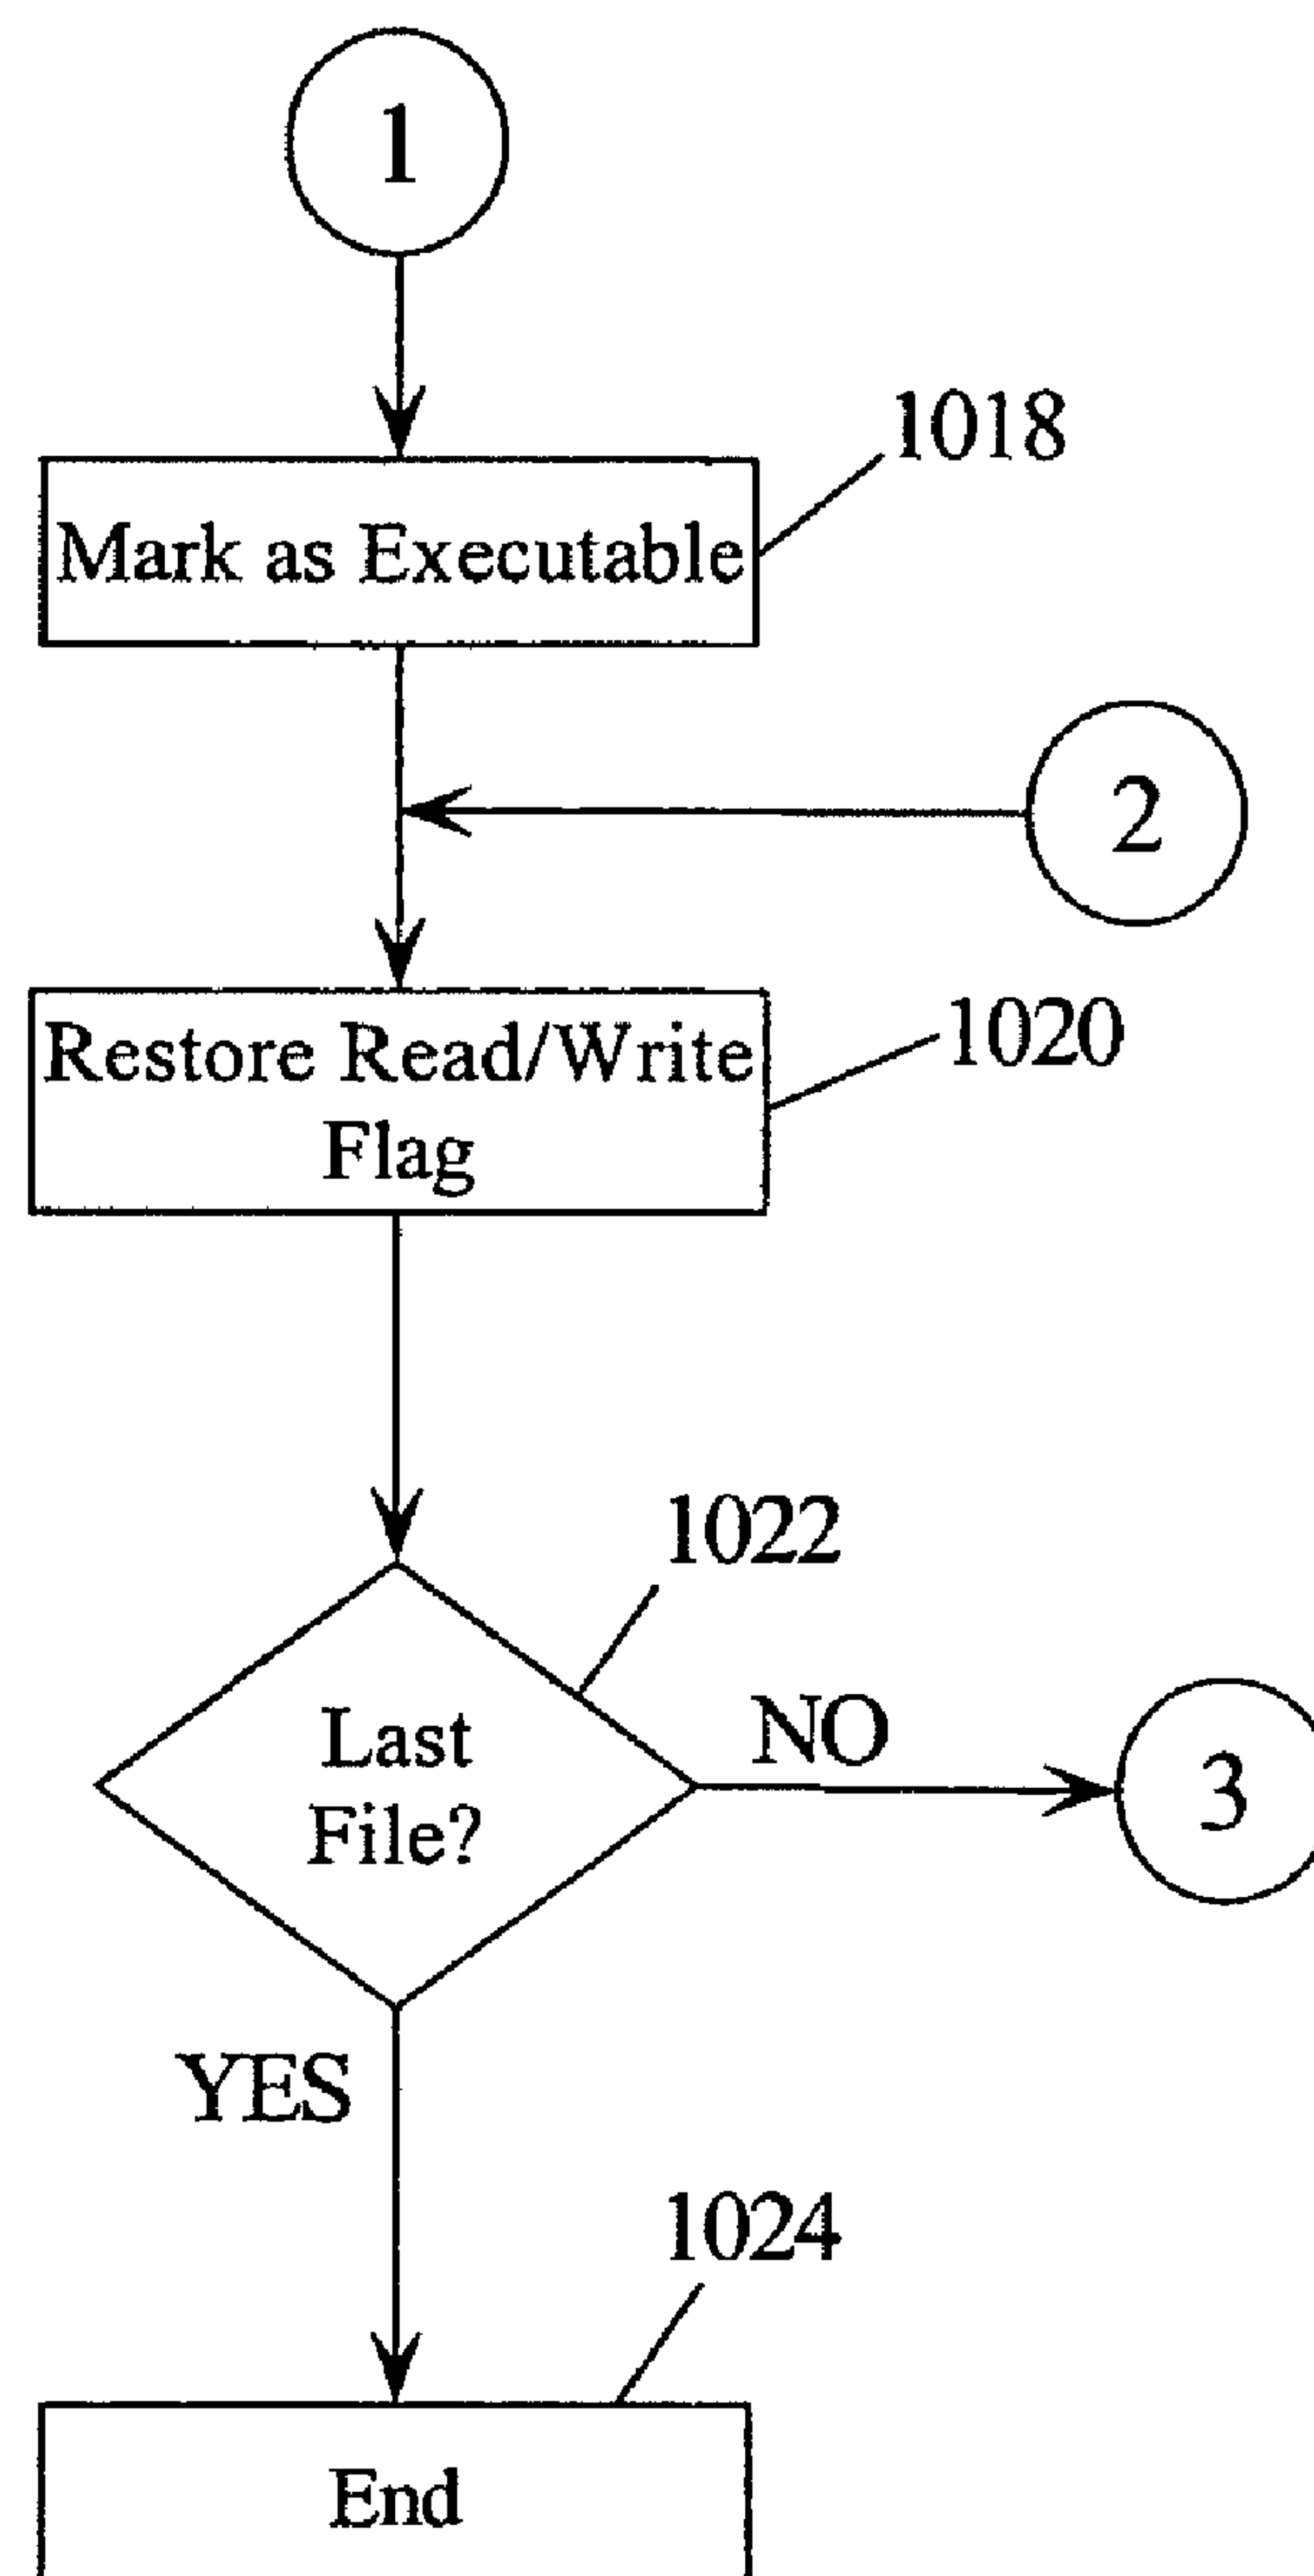 1
1018
Mark as Executable
2
Restore Read/Write
Flag
1020
1022
Last
File?
NO
3
YES
1024
End